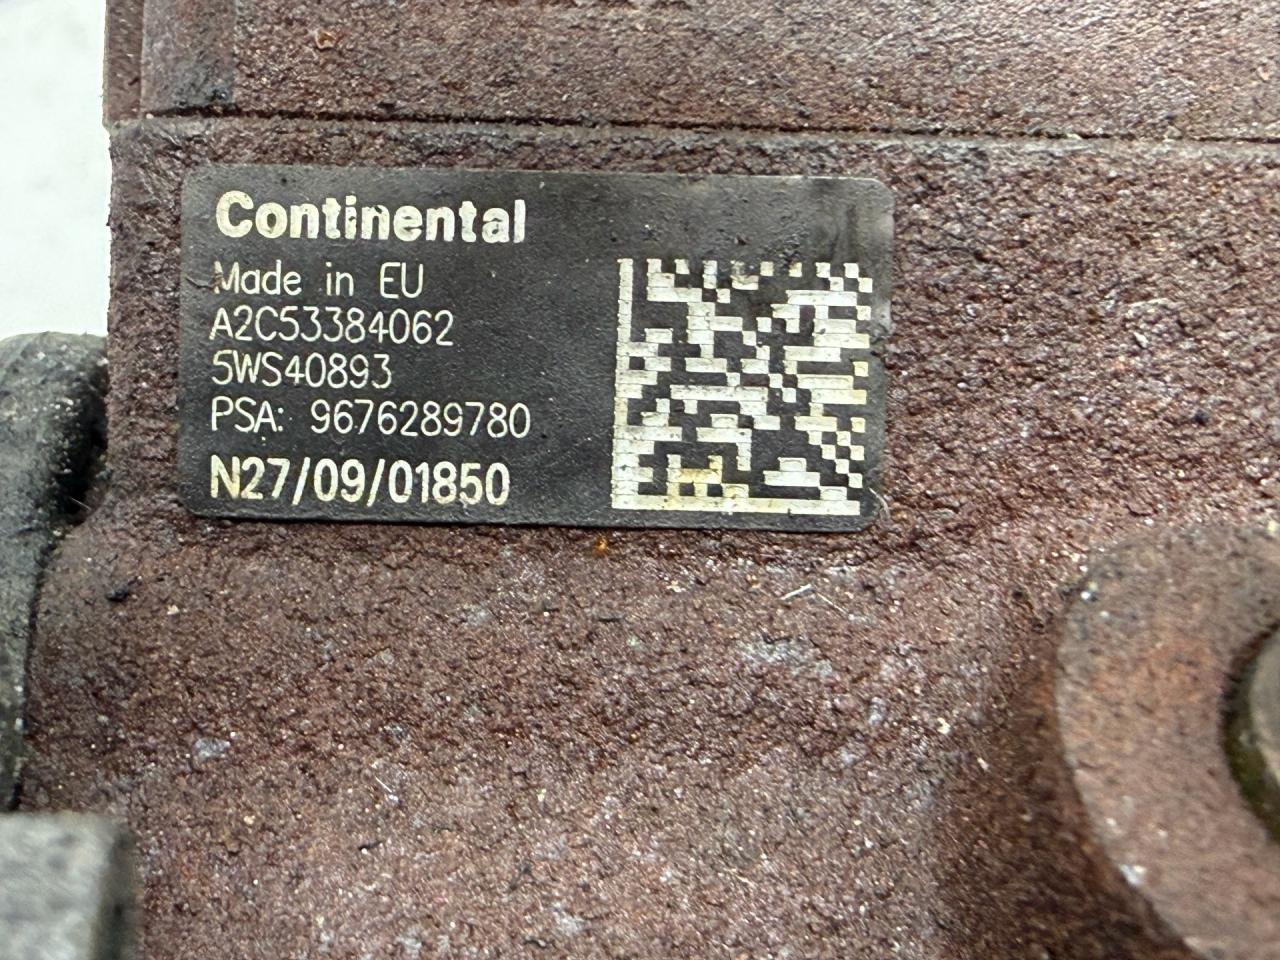 Continental
Made in EU
A2C53384062
5WS40893
PSA: 9676289780
N27/09/01850